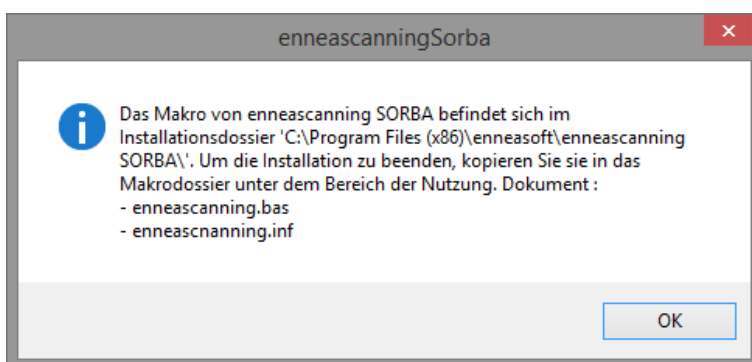 enneascanningSorba
Das Makro von enneascanning SORBA befindet sich im
Installationsdossier 'C:\Program Files (x86)\enneasoft\enneascanning
SORBA\'. Um die Installation zu beenden, kopieren Sie sie in das
Makrodossier unter dem Bereich der Nutzung. Dokument :
- enneascanning.bas
- enneascnanning.inf
OK